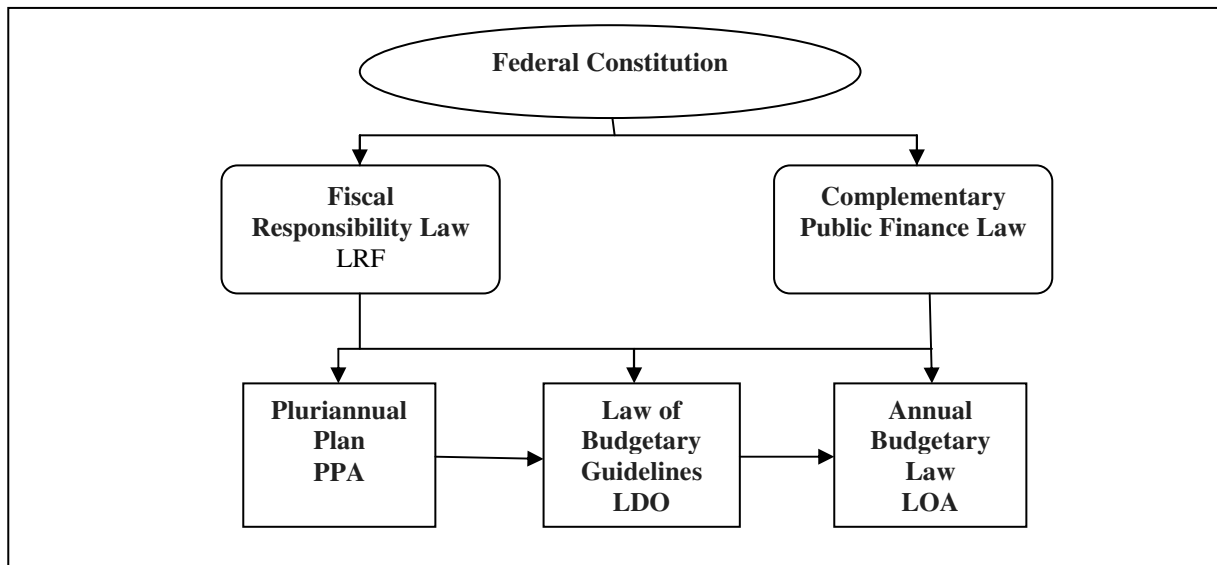 Federal Constitution
Fiscal
Responsibility Law
LRF
Complementary
Public Finance Law
Pluriannual
Plan
PPA
Law of
Budgetary
Guidelines
LDO
Annual
Budgetary
Law
LOA